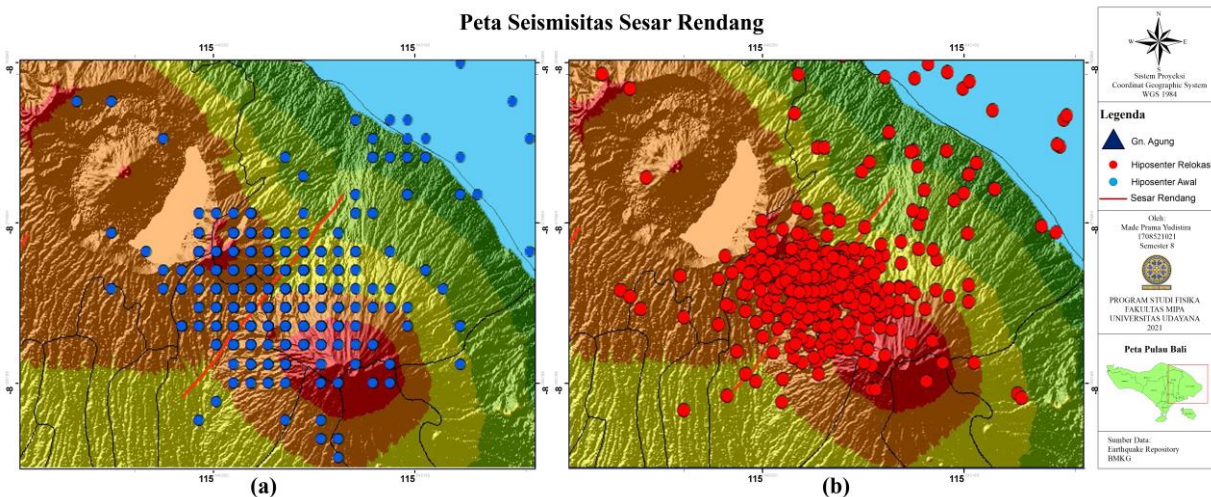 Peta Seismisitas Sesar Rendang
115
115
115
115
-8
-8
-8
-8
-8
-8
115
115
115
115
(a)
(b)
N
W
E
S
Sistem Proyeksi
Coordinat Geographic System
WGS 1984
Legenda
Gn. Agung
Hiposenter Relokasi
Hiposenter Awal
Sesar Rendang
Oleh:
Made Prama Yudistira
1708521021
Semester 8
PROGRAM STUDI FISIKA
FAKULTAS MIPA
UNIVERSITAS UDAYANA
2021
Peta Pulau Bali
Sumber Data:
Earthquake Repository
BMKG